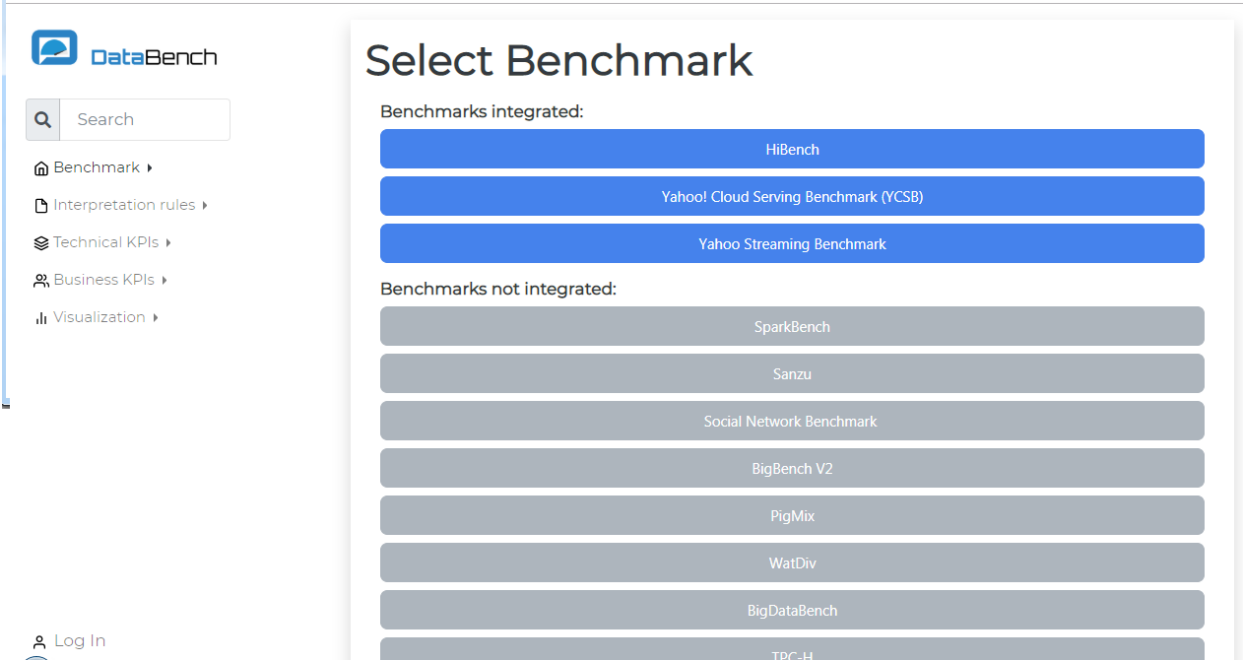 DataBench
Search
Benchmark
Interpretation rules
Technical KPIs
Business KPIs
Visualization
Log In
Select Benchmark
Benchmarks integrated:
HiBench
Yahoo! Cloud Serving Benchmark (YCSB)
Yahoo Streaming Benchmark
Benchmarks not integrated:
SparkBench
Sanzu
Social Network Benchmark
BigBench V2
PigMix
WatDiv
BigDataBench
TPC-H